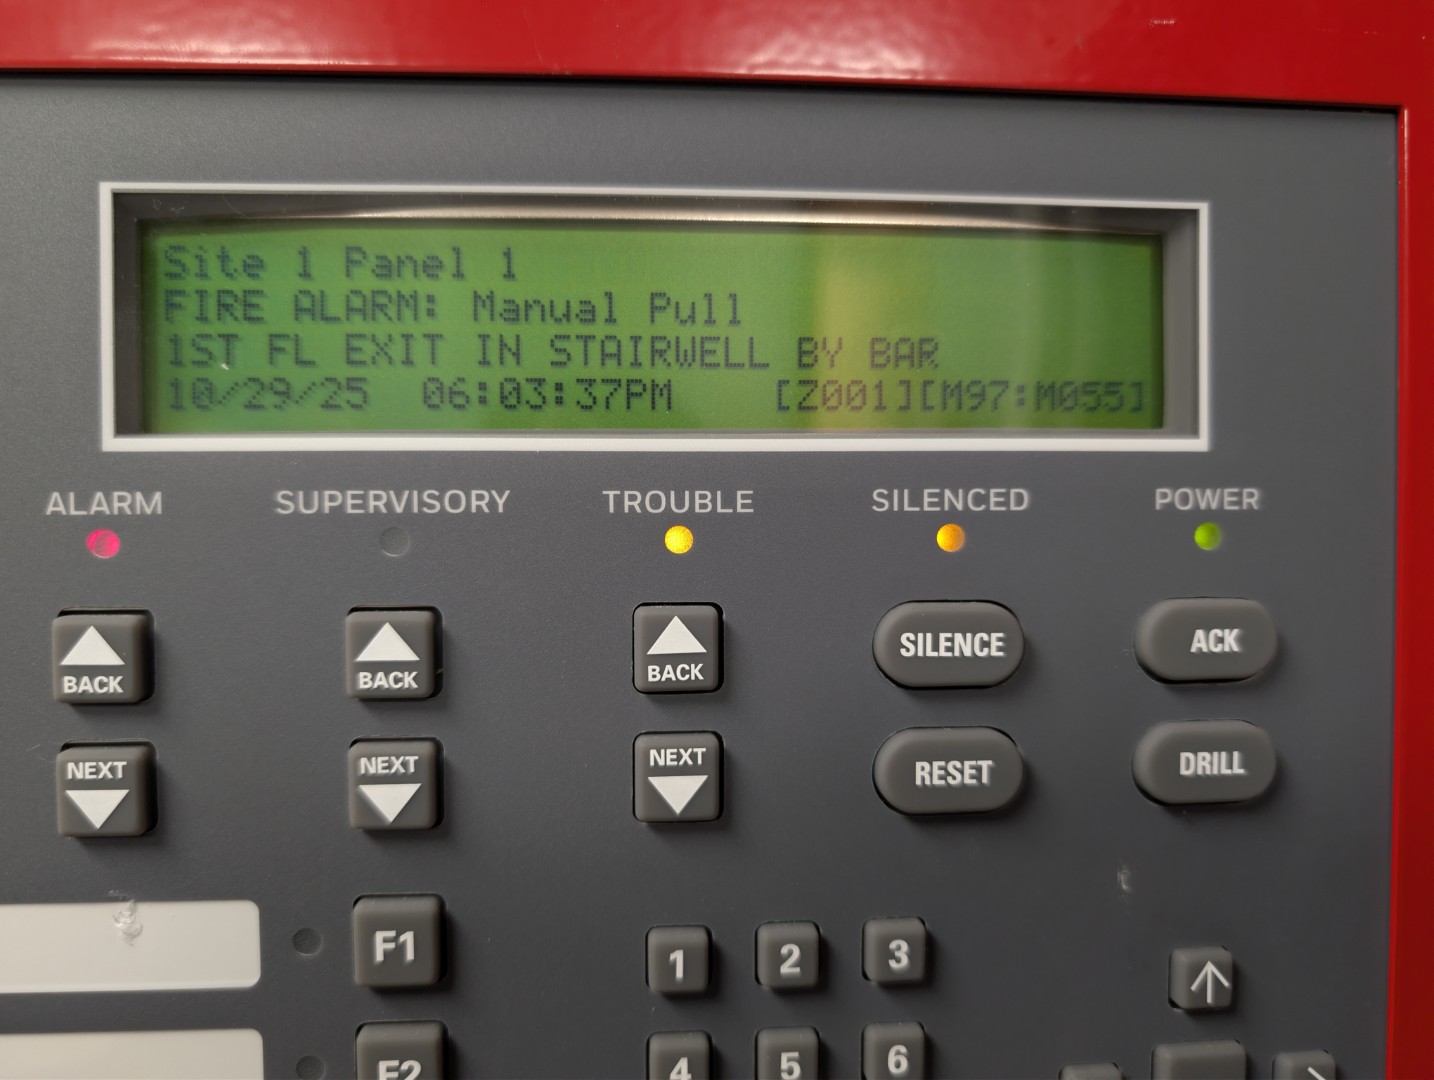 Site 1 Panel 1
FIRE ALARM: Manual Pull
1ST FL EXIT IN STAIRWELL BY BAR
10/29/25 06:03:37PM [Z001][M97:M055]
ALARM SUPERVISORY TROUBLE SILENCED POWER
BACK BACK BACK SILENCE ACK
NEXT NEXT NEXT RESET DRILL
F1 1 2 3
F2 4 5 6